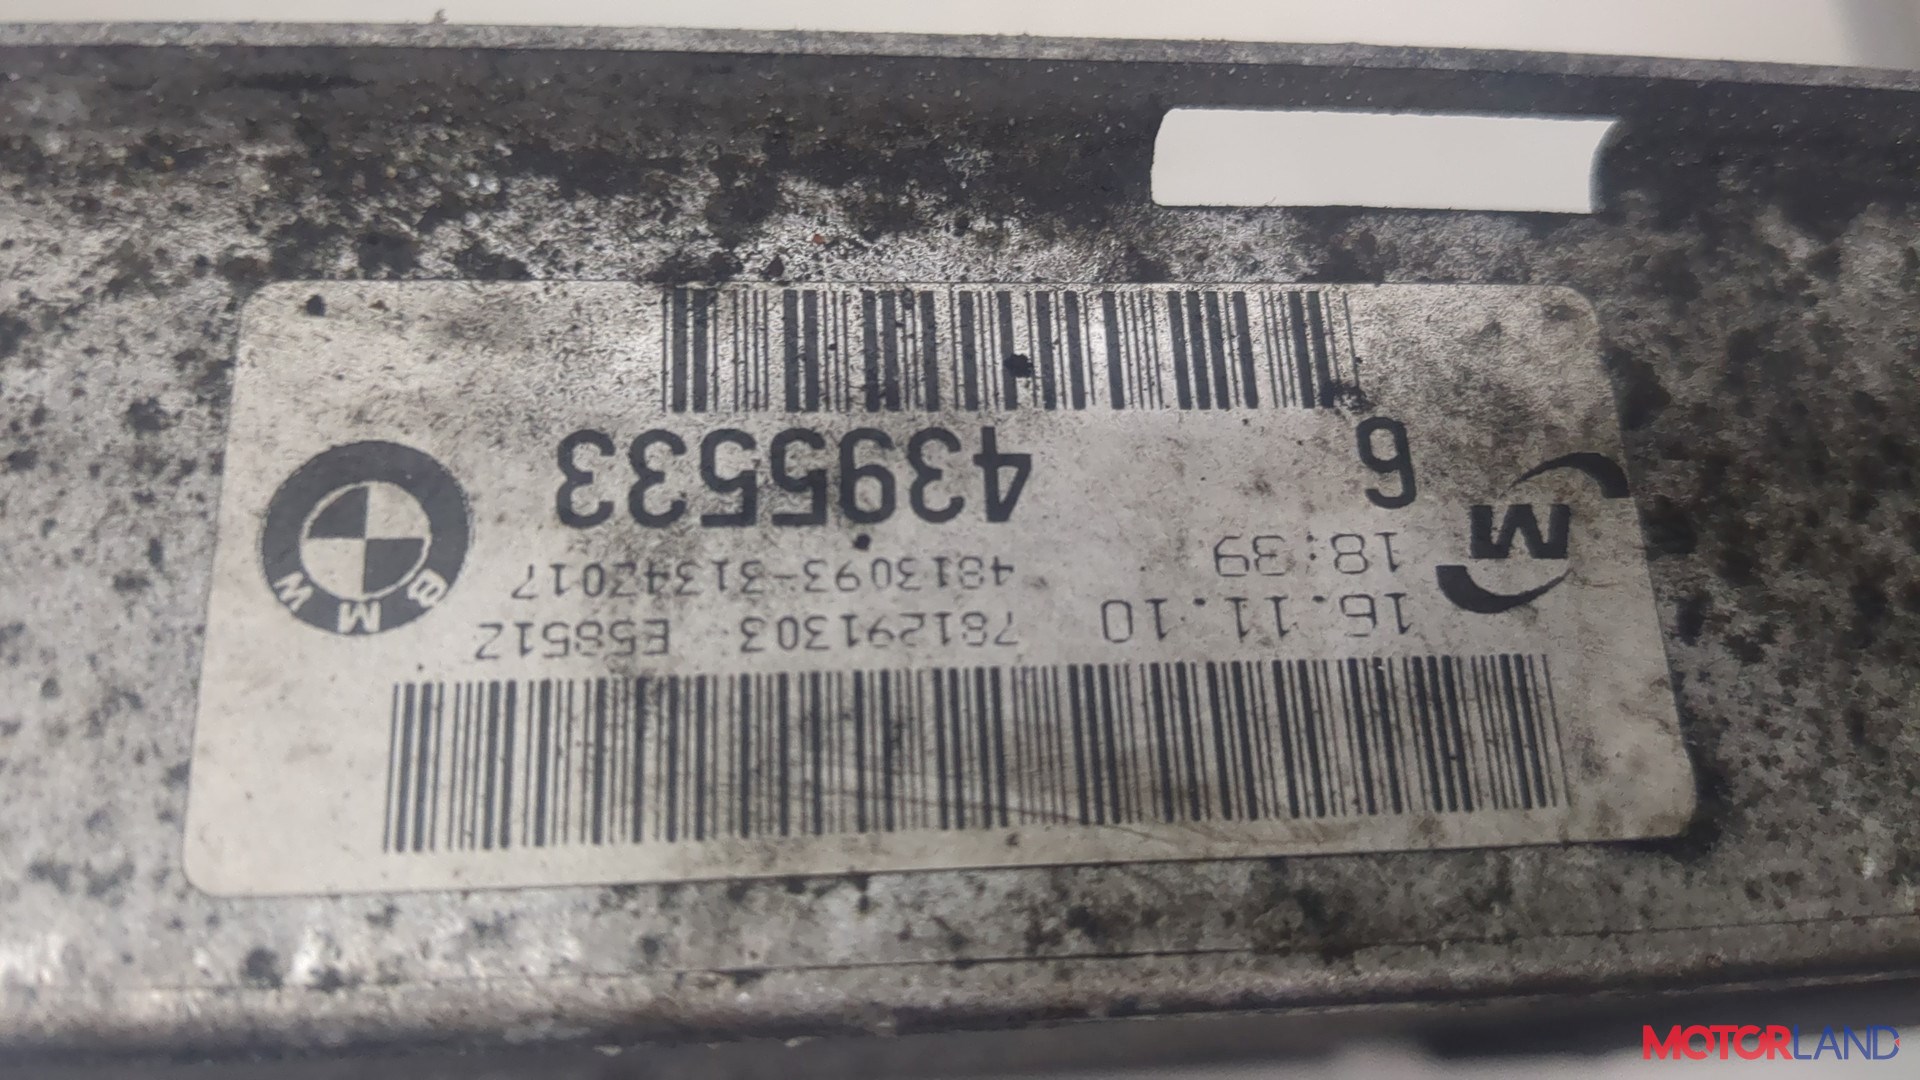 16.11.10 781291303 E58512
18:39 4813093-31342017
6 4395533
M
BMW
MOTORLAND